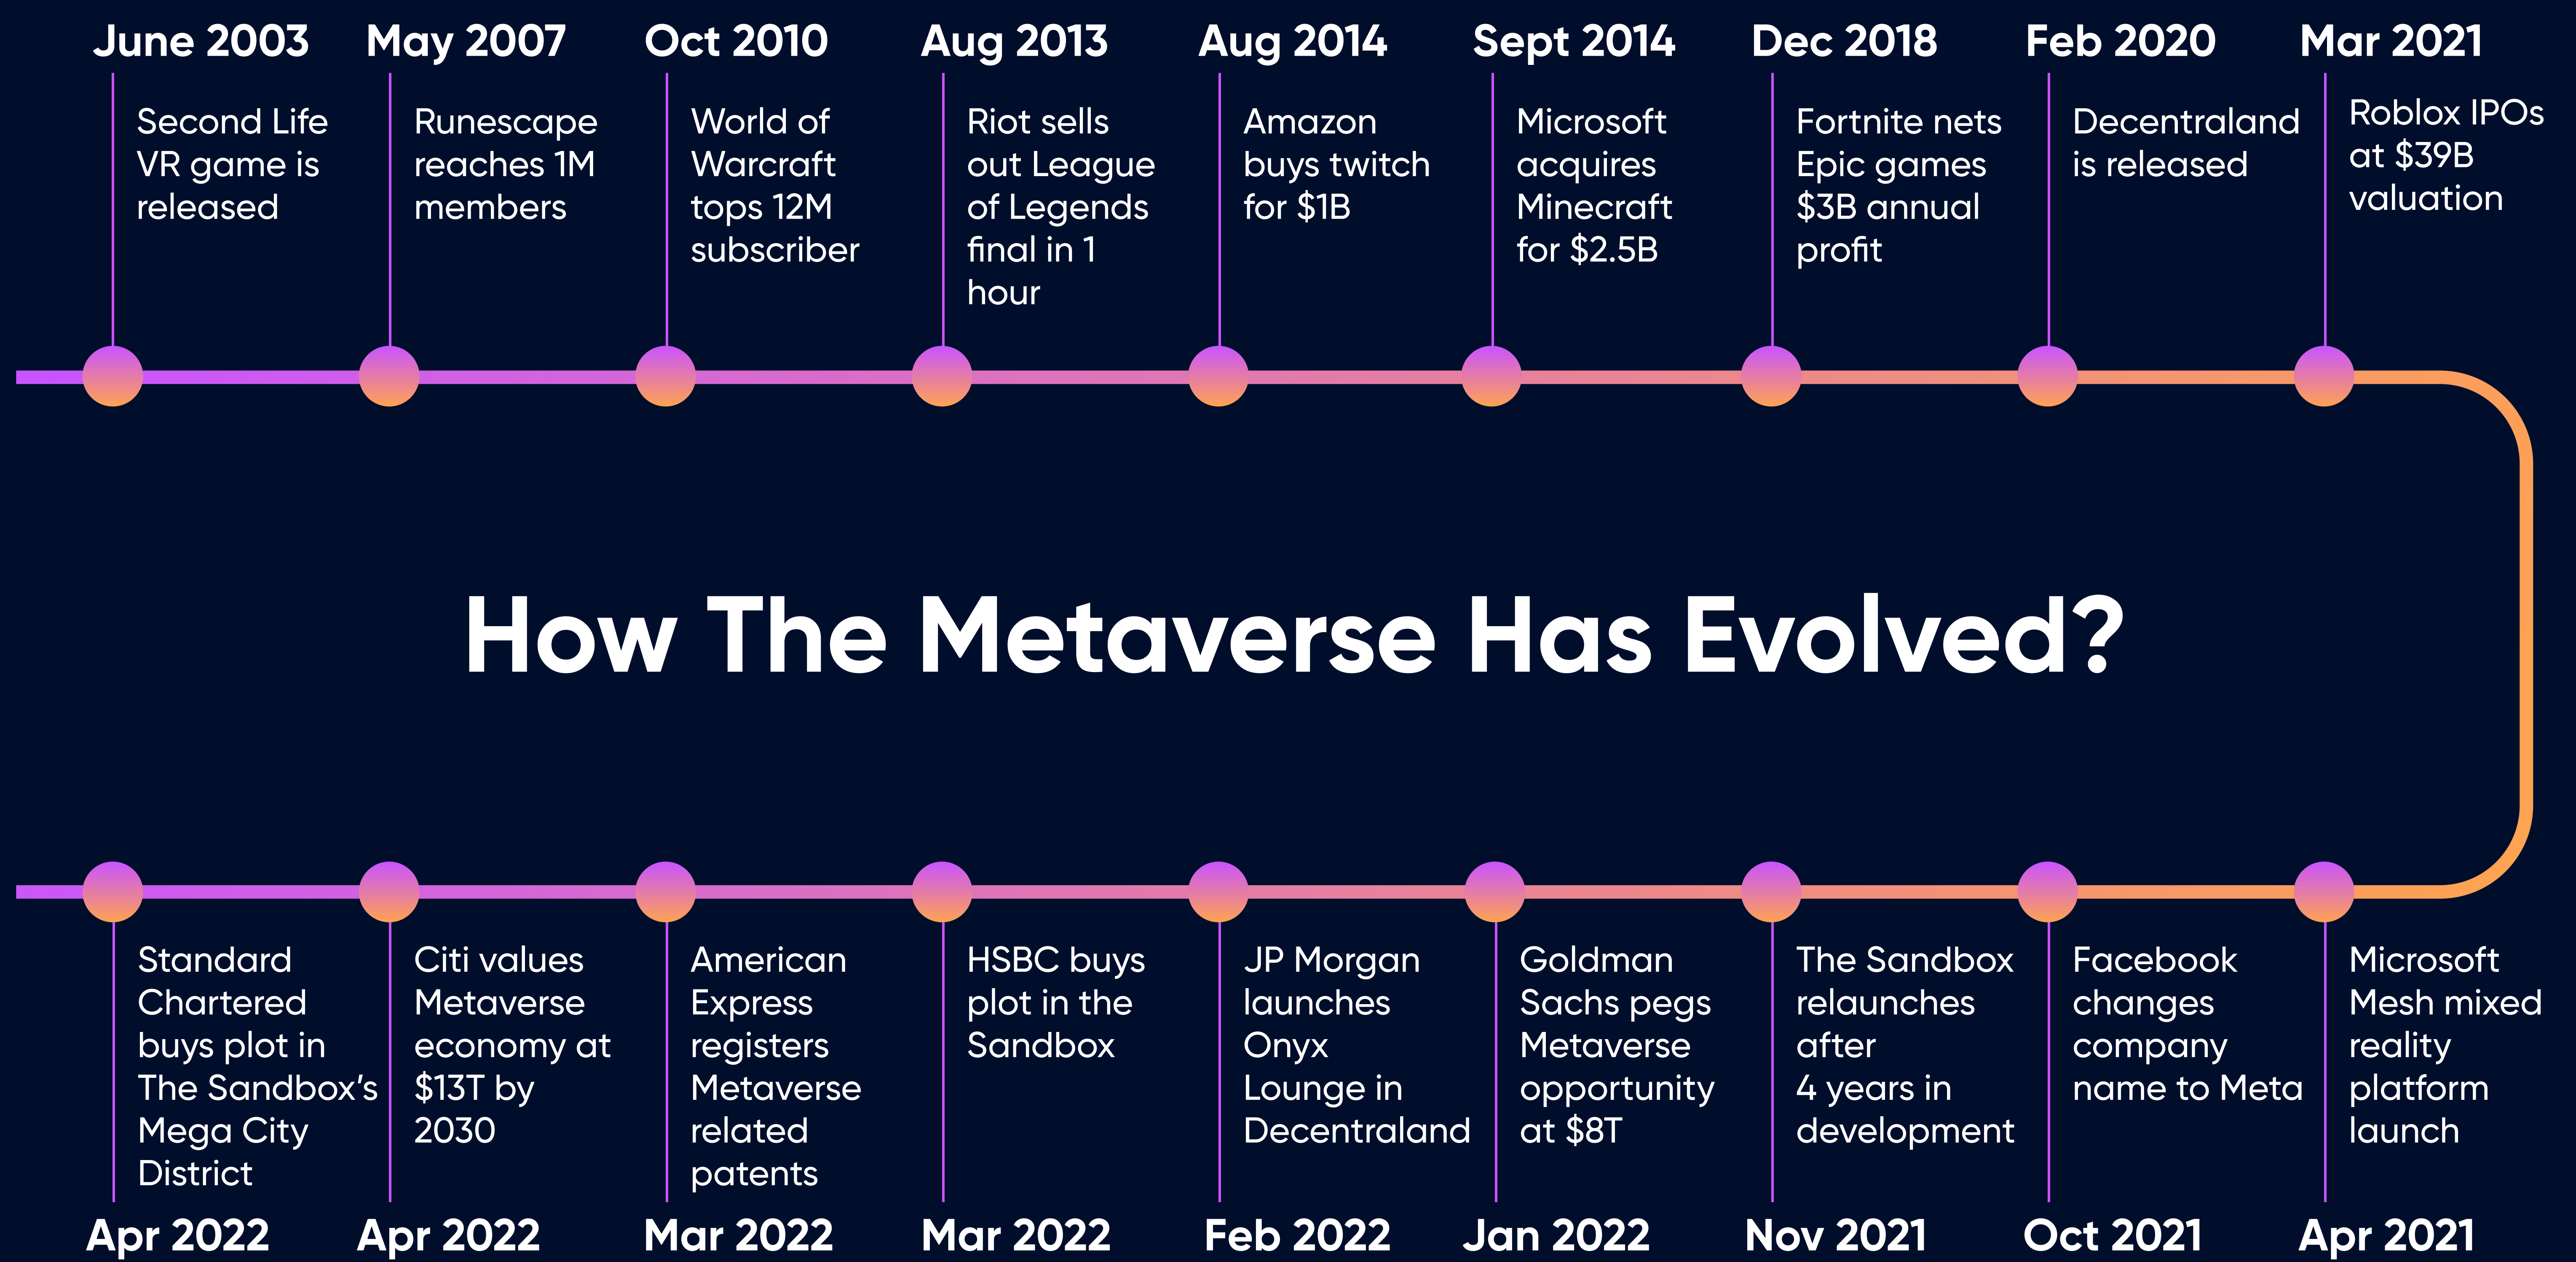 June 2003
Second Life
VR game is
released
May 2007
Runescape
reaches 1M
members
Oct 2010
World of
Warcraft
tops 12M
subscriber
Aug 2013
Riot sells
out League
of Legends
final in 1
hour
Aug 2014
Amazon
buys twitch
for $1B
Sept 2014
Microsoft
acquires
Minecraft
for $2.5B
Dec 2018
Fortnite nets
Epic games
$3B annual
profit
Feb 2020
Decentraland
is released
Mar 2021
Roblox IPOs
at $39B
valuation
How The Metaverse Has Evolved?
Standard
Chartered
buys plot in
The Sandbox’s
Mega City
District
Apr 2022
Citi values
Metaverse
economy at
$13T by
2030
Apr 2022
American
Express
registers
Metaverse
related
patents
Mar 2022
HSBC buys
plot in the
Sandbox
Mar 2022
JP Morgan
launches
Onyx
Lounge in
Decentraland
Feb 2022
Goldman
Sachs pegs
Metaverse
opportunity
at $8T
Jan 2022
The Sandbox
relaunches
after
4 years in
development
Nov 2021
Facebook
changes
company
name to Meta
Oct 2021
Microsoft
Mesh mixed
reality
platform
launch
Apr 2021